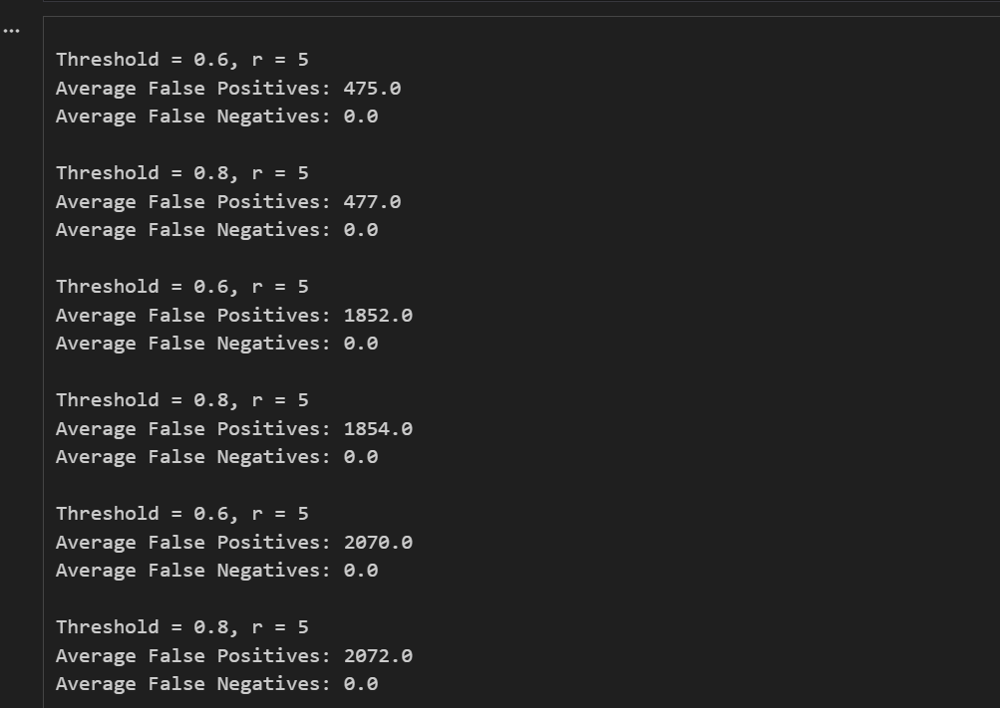 ...
Threshold = 0.6, r = 5
Average False Positives: 475.0
Average False Negatives: 0.0
Threshold = 0.8, r = 5
Average False Positives: 477.0
Average False Negatives: 0.0
Threshold = 0.6, r = 5
Average False Positives: 1852.0
Average False Negatives: 0.0
Threshold = 0.8, r = 5
Average False Positives: 1854.0
Average False Negatives: 0.0
Threshold = 0.6, r = 5
Average False Positives: 2070.0
Average False Negatives: 0.0
Threshold = 0.8, r = 5
Average False Positives: 2072.0
Average False Negatives: 0.0